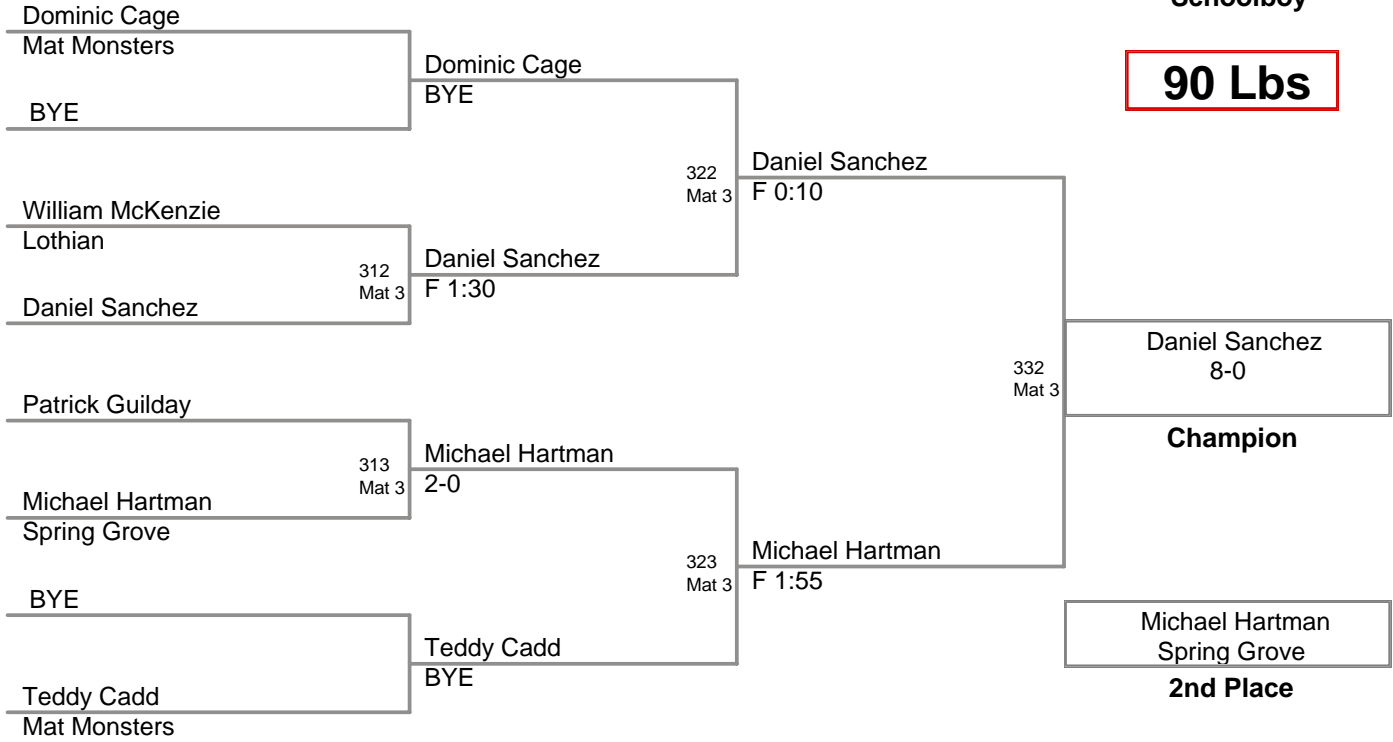 Schoolboy
90 Lbs
Dominic Cage
Mat Monsters
BYE
William McKenzie
Lothian
Daniel Sanchez
Patrick Guilday
Michael Hartman
Spring Grove
BYE
Teddy Cadd
Mat Monsters
Dominic Cage
BYE
312
Mat 3
Daniel Sanchez
F 1:30
313
Mat 3
Michael Hartman
2-0
Teddy Cadd
BYE
322
Mat 3
Daniel Sanchez
F 0:10
323
Mat 3
Michael Hartman
F 1:55
332
Mat 3
Daniel Sanchez
8-0
Champion
Michael Hartman
Spring Grove
2nd Place